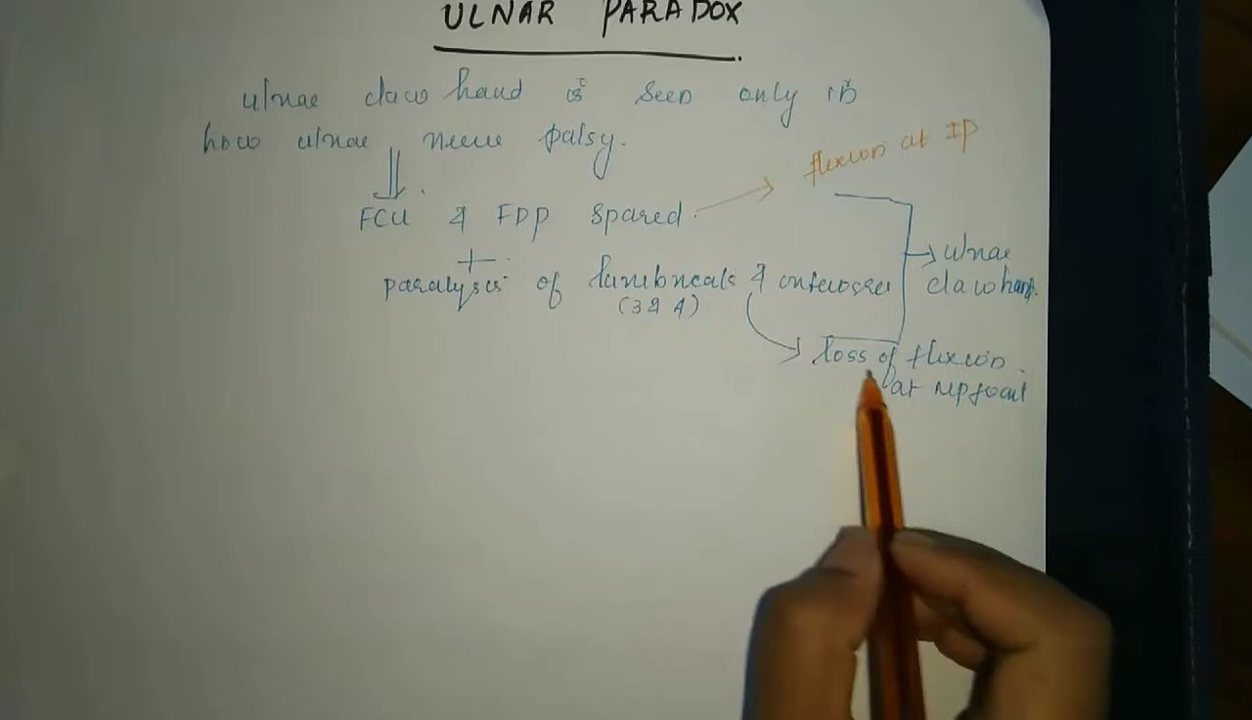 ULNAR PARADOX
ulnar claw hand is seen only in
low ulnar nerve palsy.
flexion at IP
FCU & FDP spared
+
ulnar
claw hand.
paralysis of lumbricals & interossei
(3 & 4)
loss of flexion
at MP joint